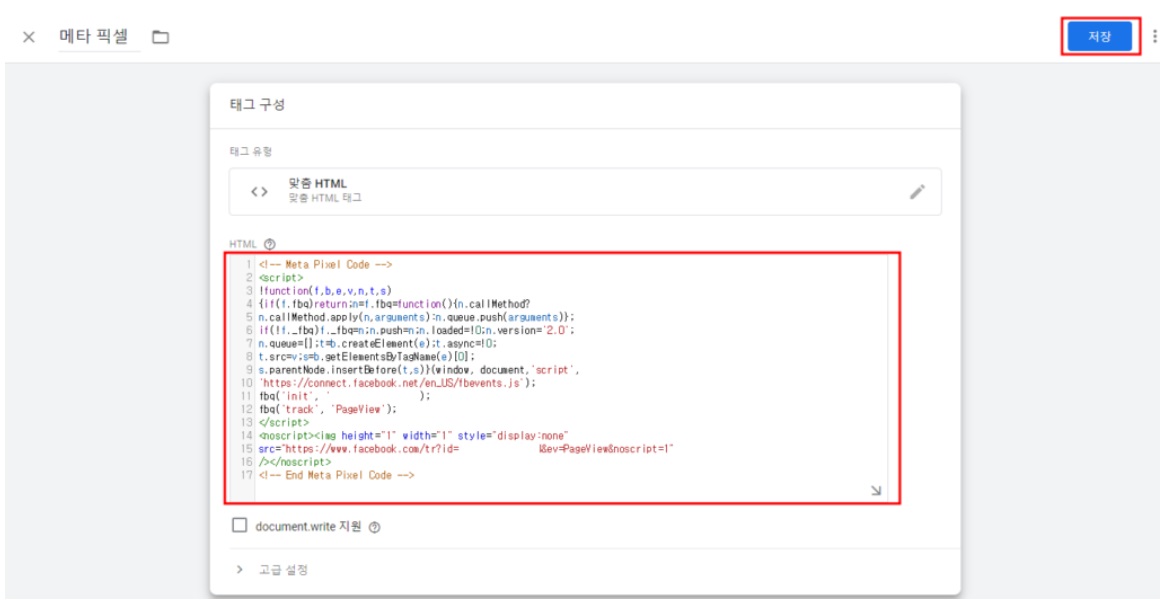 메타 픽셀
저장
태그 구성
태그 유형
맞춤 HTML
맞춤 HTML 태그
HTML
1 <!-- Meta Pixel Code -->
2 <script>
3 !function(f,b,e,v,n,t,s)
4 {if(f.fbq)return;n=f.fbq=function(){n.callMethod?
5 n.callMethod.apply(n,arguments):n.queue.push(arguments)};
6 if(!f._fbq)f._fbq=n;n.push=n;n.loaded=!0;n.version='2.0';
7 n.queue=[];t=b.createElement(e);t.async=!0;
8 t.src=v;s=b.getElementsByTagName(e)[0];
9 s.parentNode.insertBefore(t,s)}(window, document,'script',
10 'https://connect.facebook.net/en_US/fbevents.js');
11 fbq('init', ' );
12 fbq('track', 'PageView');
13 </script>
14 <noscript><img height="1" width="1" style="display:none"
15 src="https://www.facebook.com/tr?id= &ev=PageView&noscript=1"
16 /></noscript>
17 <!-- End Meta Pixel Code -->
document.write 지원
고급 설정